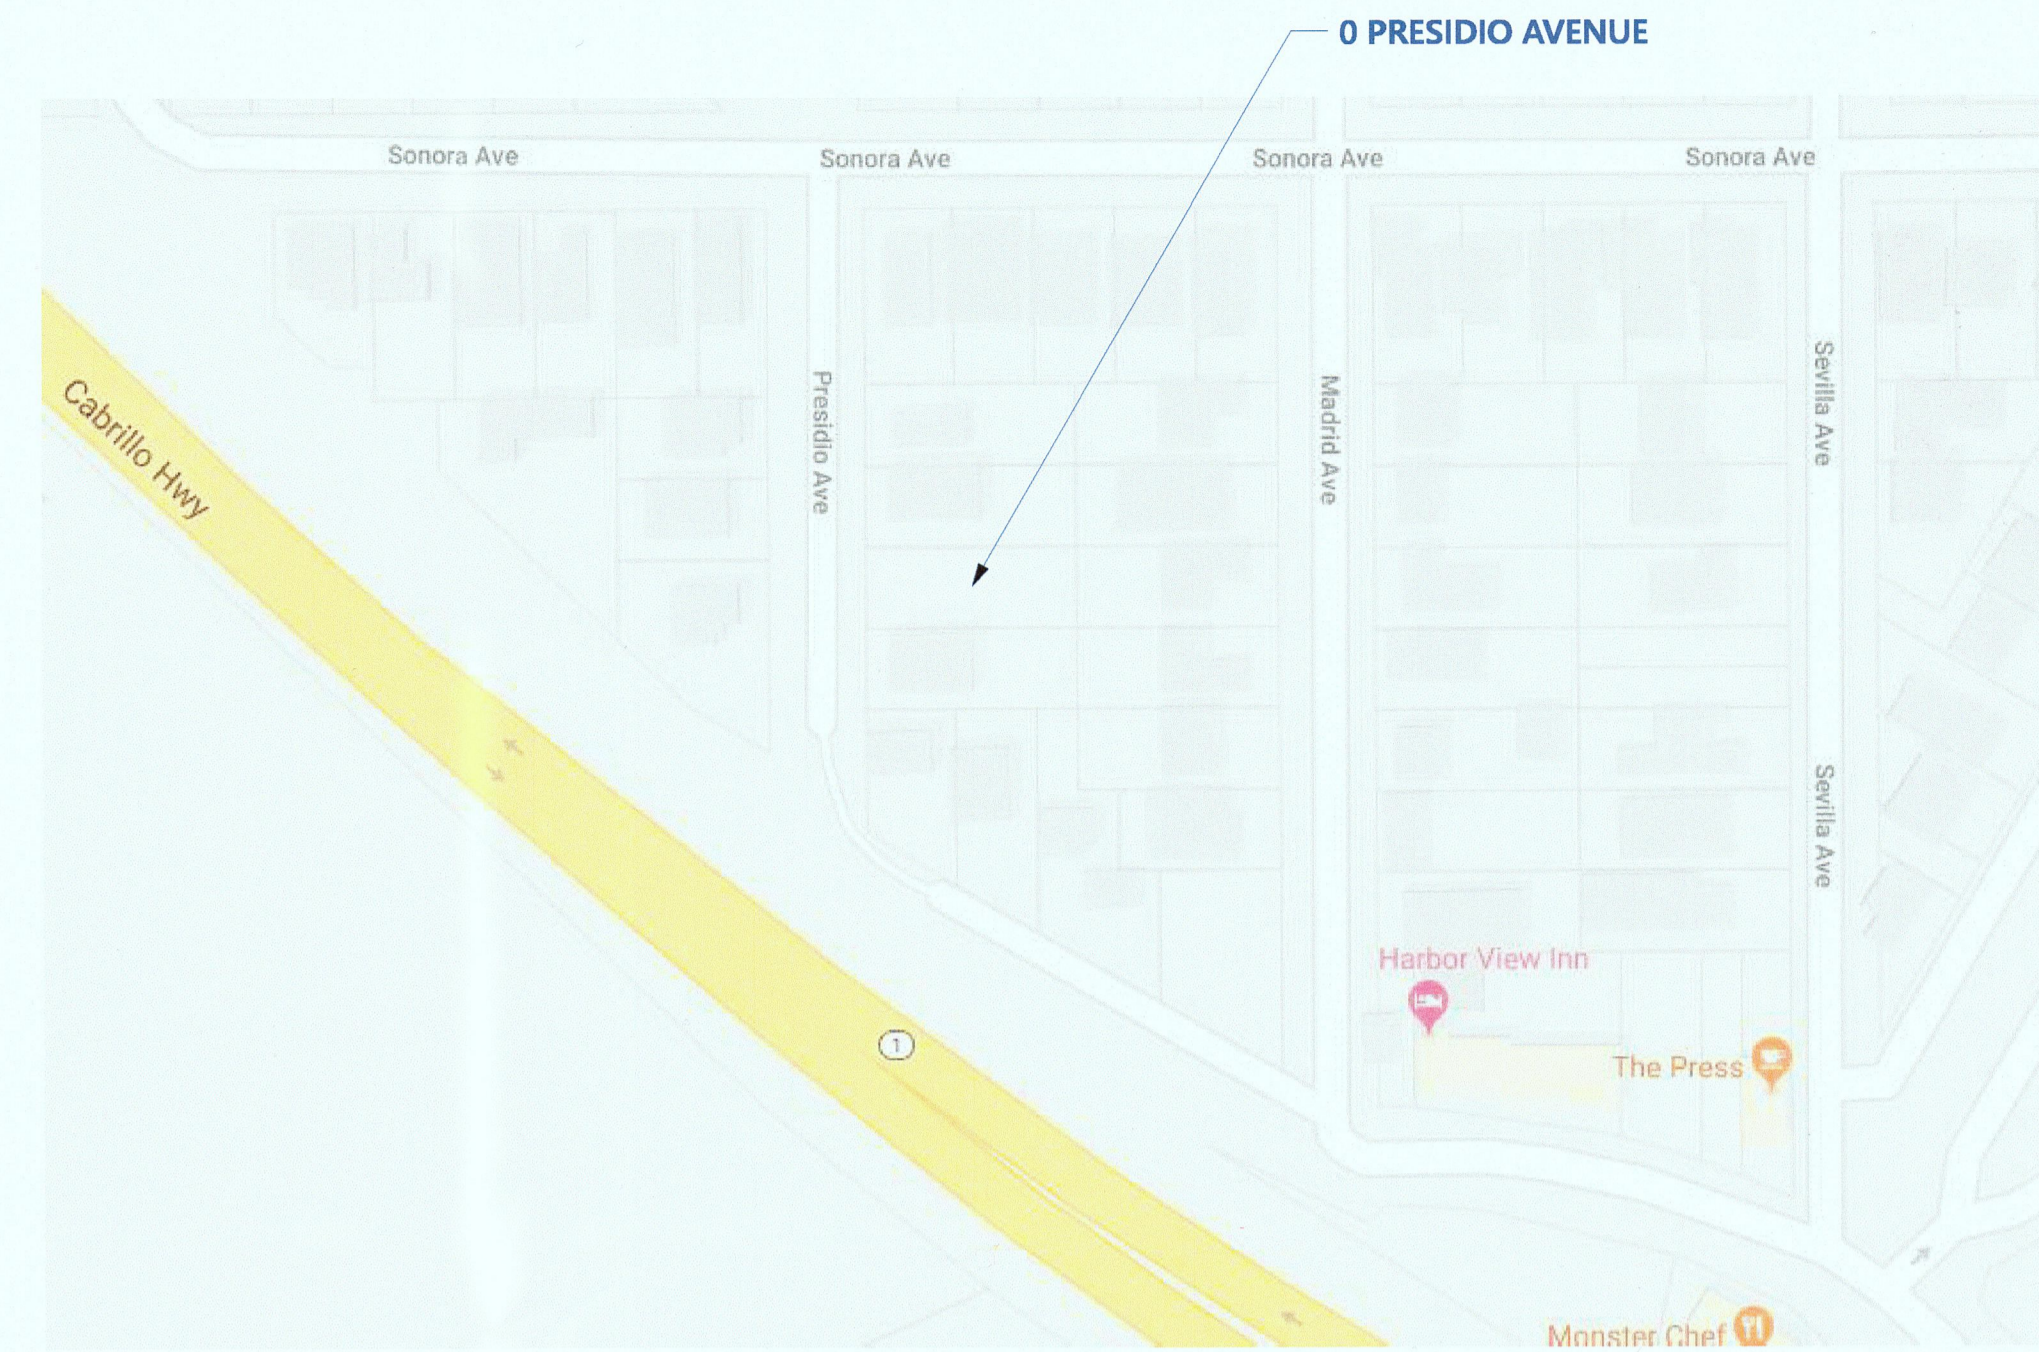 0 PRESIDIO AVENUE
Sonora Ave
Sonora Ave
Sonora Ave
Sonora Ave
Presidio Ave
Madrid Ave
Sevilla Ave
Cabrillo Hwy
Sevilla Ave
Harbor View Inn
1
The Press
Monster Chef